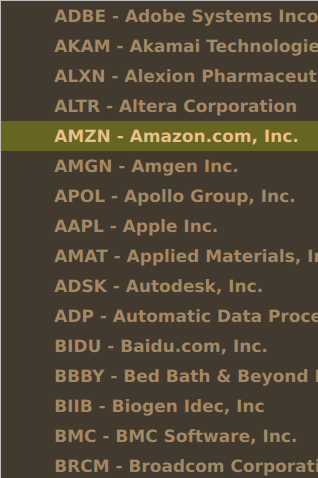 ADBE - Adobe Systems Inco
AKAM - Akamai Technologie
ALXN - Alexion Pharmaceut
ALTR - Altera Corporation
AMZN - Amazon.com, Inc.
AMGN - Amgen Inc.
APOL - Apollo Group, Inc.
AAPL - Apple Inc.
AMAT - Applied Materials, I
ADSK - Autodesk, Inc.
ADP - Automatic Data Proce
BIDU - Baidu.com, Inc.
BBBY - Bed Bath & Beyond
BIIB - Biogen Idec, Inc
BMC - BMC Software, Inc.
BRCM - Broadcom Corporati